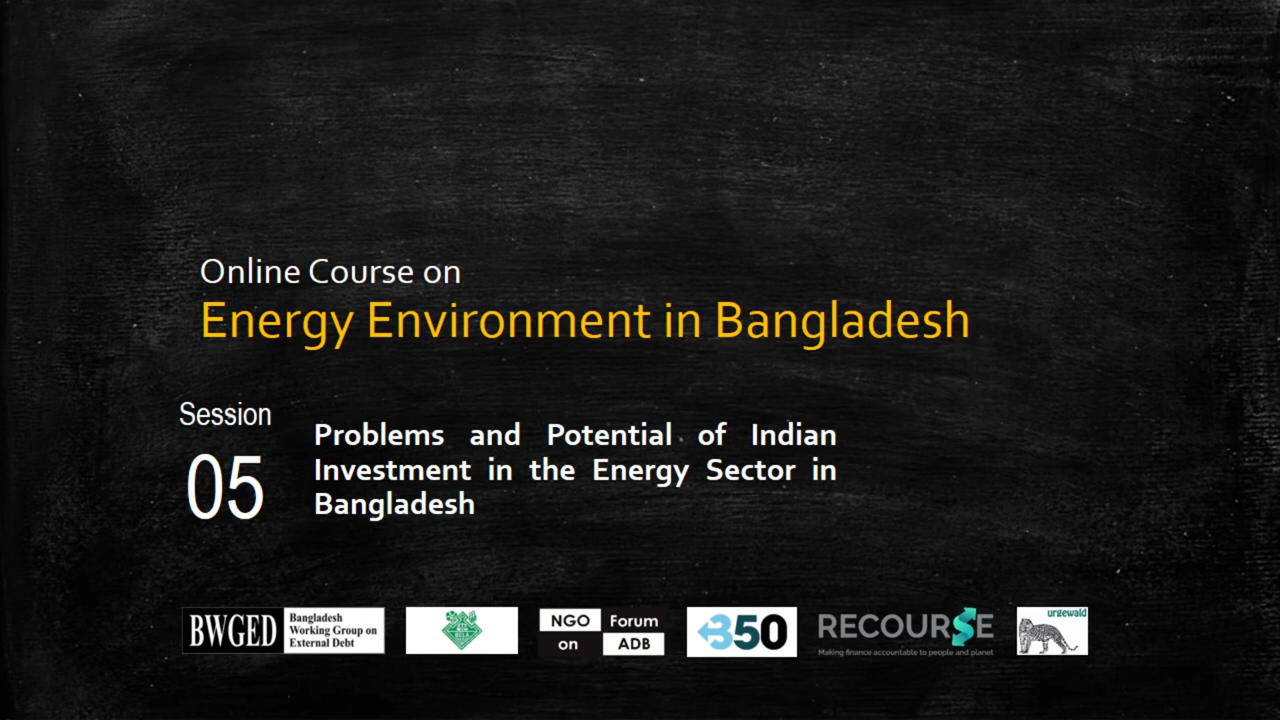 Online Course on
Energy Environment in Bangladesh
Session
05
Problems and Potential of Indian
Investment in the Energy Sector in
Bangladesh
BWGED
Bangladesh
Working Group on
External Debt
NGO Forum
on ADB
350
RECOURSE
Making finance accountable to people and planet
urgewald